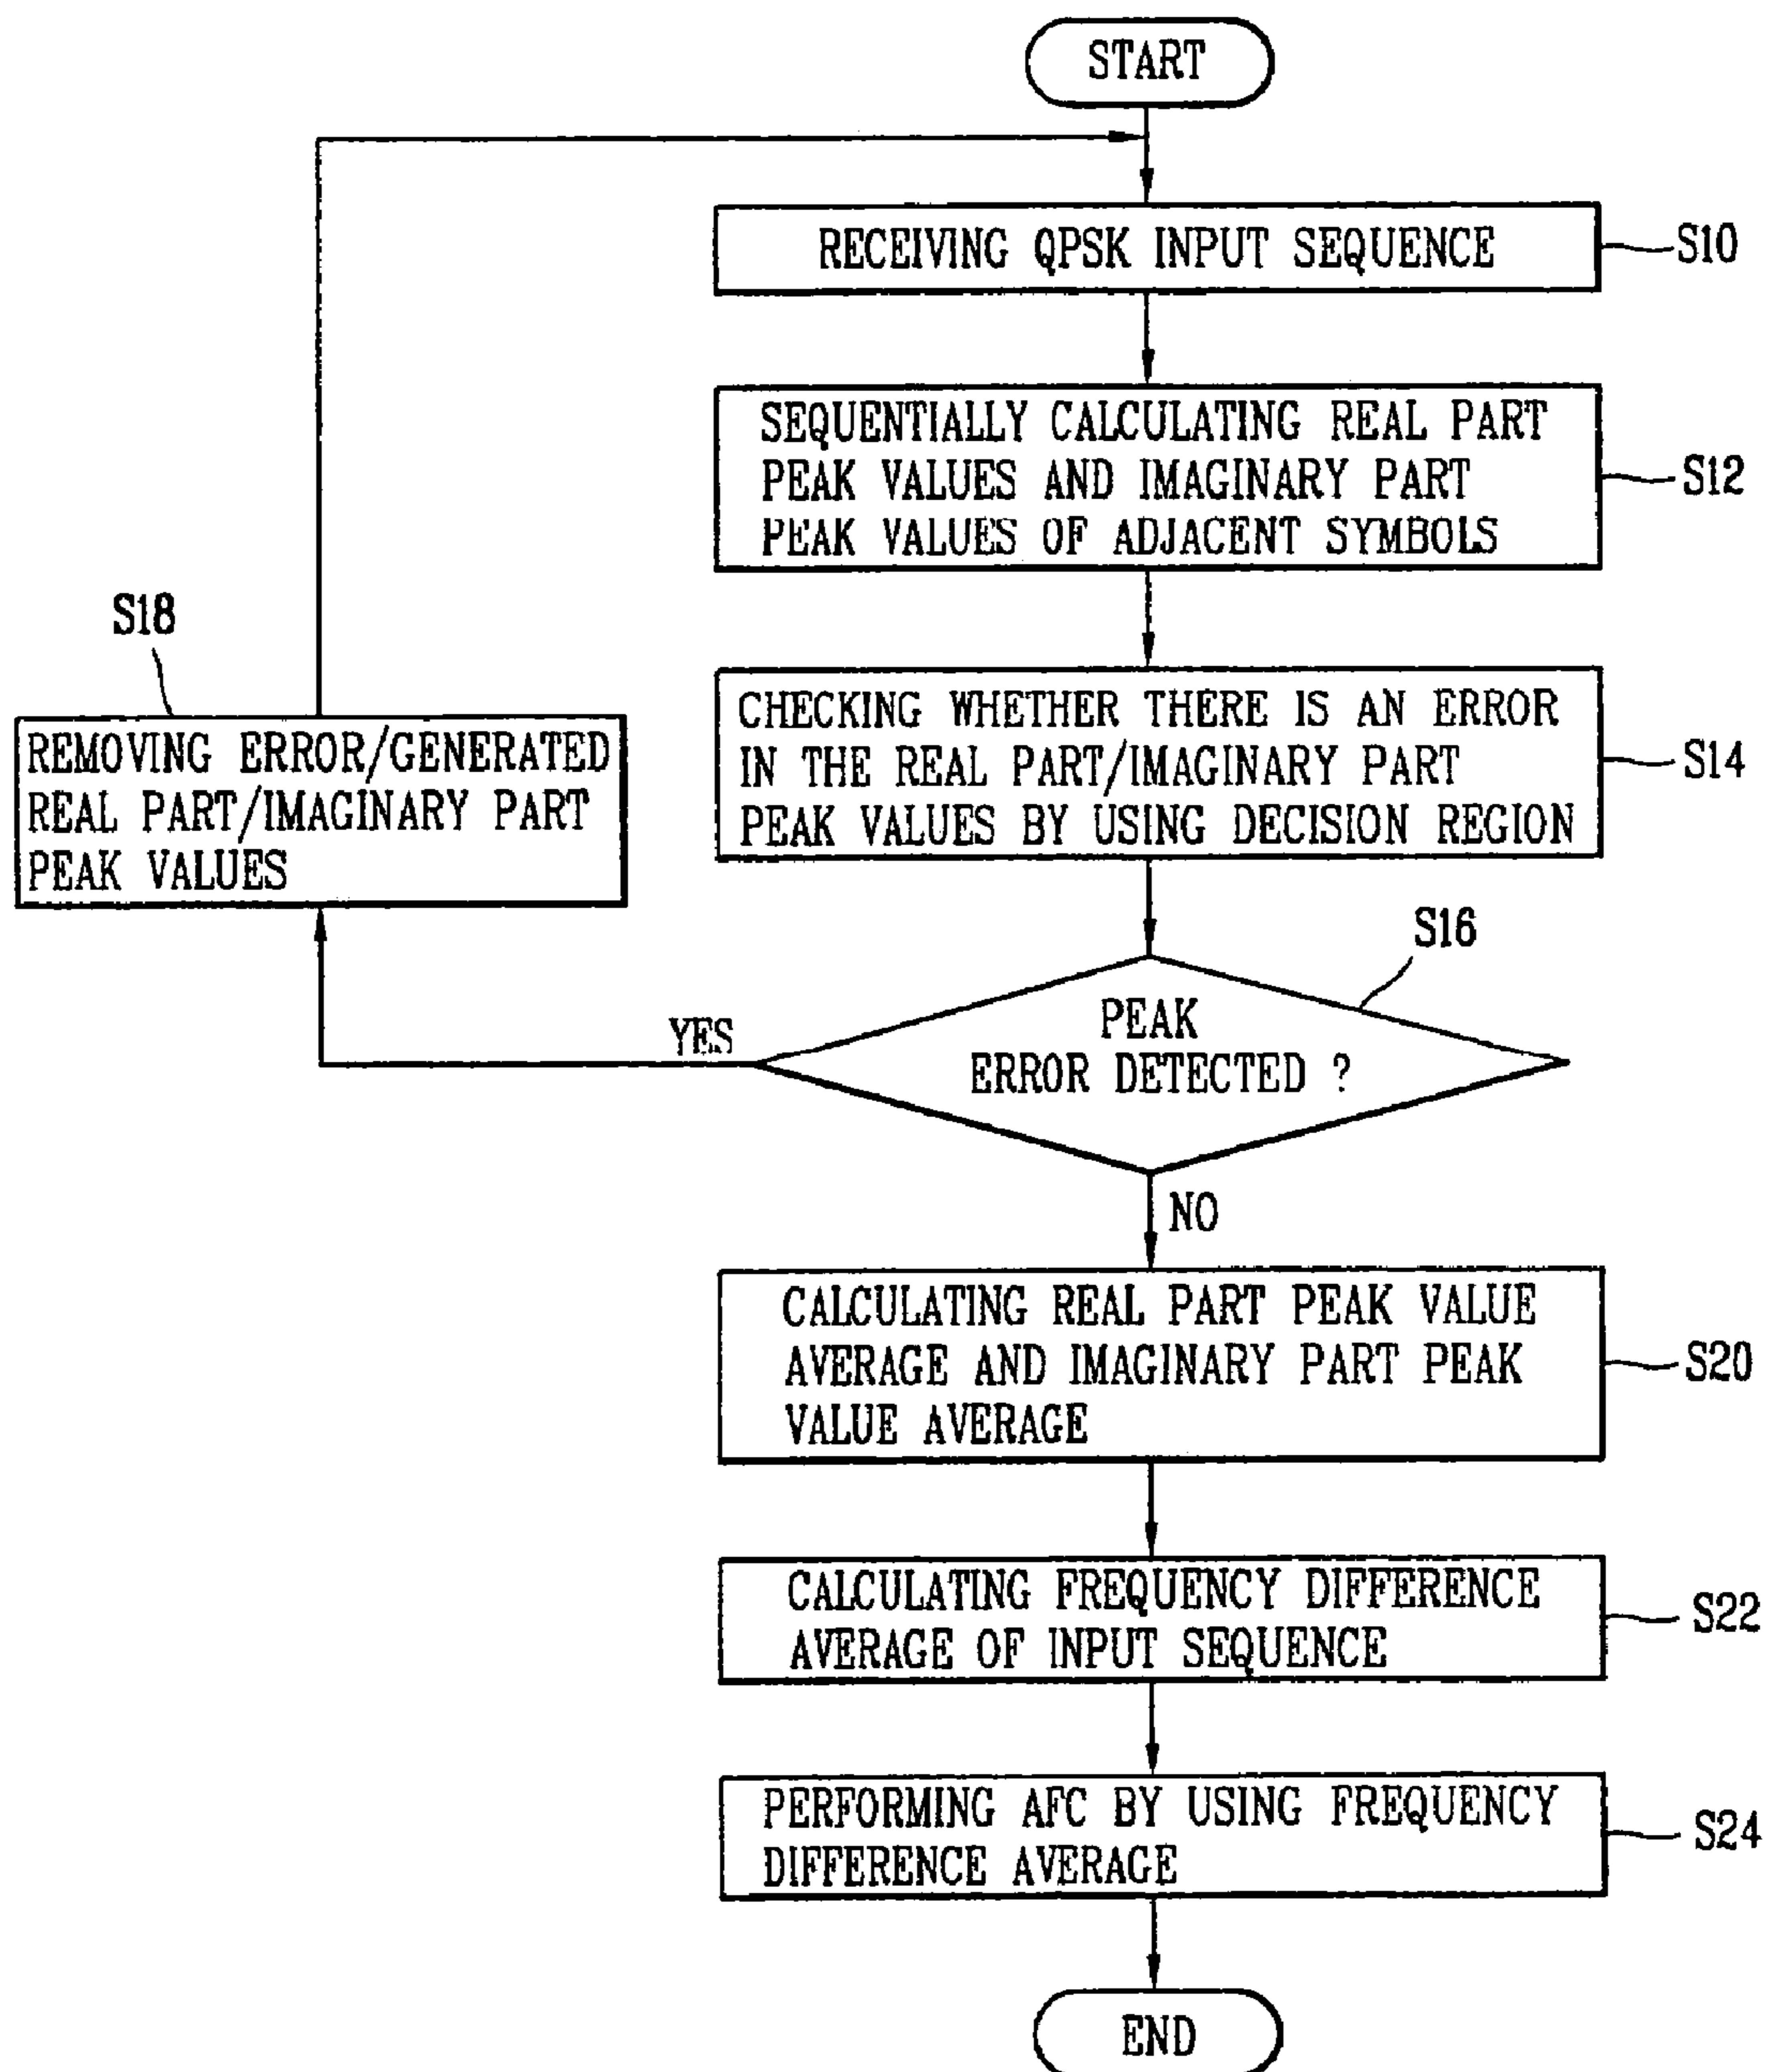 START
RECEIVING QPSK INPUT SEQUENCE
S10
SEQUENTIALLY CALCULATING REAL PART
PEAK VALUES AND IMAGINARY PART
PEAK VALUES OF ADJACENT SYMBOLS
S12
CHECKING WHETHER THERE IS AN ERROR
IN THE REAL PART/IMAGINARY PART
PEAK VALUES BY USING DECISION REGION
S14
S18
REMOVING ERROR/GENERATED
REAL PART/IMAGINARY PART
PEAK VALUES
S16
PEAK
ERROR DETECTED ?
YES
NO
CALCULATING REAL PART PEAK VALUE
AVERAGE AND IMAGINARY PART PEAK
VALUE AVERAGE
S20
CALCULATING FREQUENCY DIFFERENCE
AVERAGE OF INPUT SEQUENCE
S22
PERFORMING AFC BY USING FREQUENCY
DIFFERENCE AVERAGE
S24
END